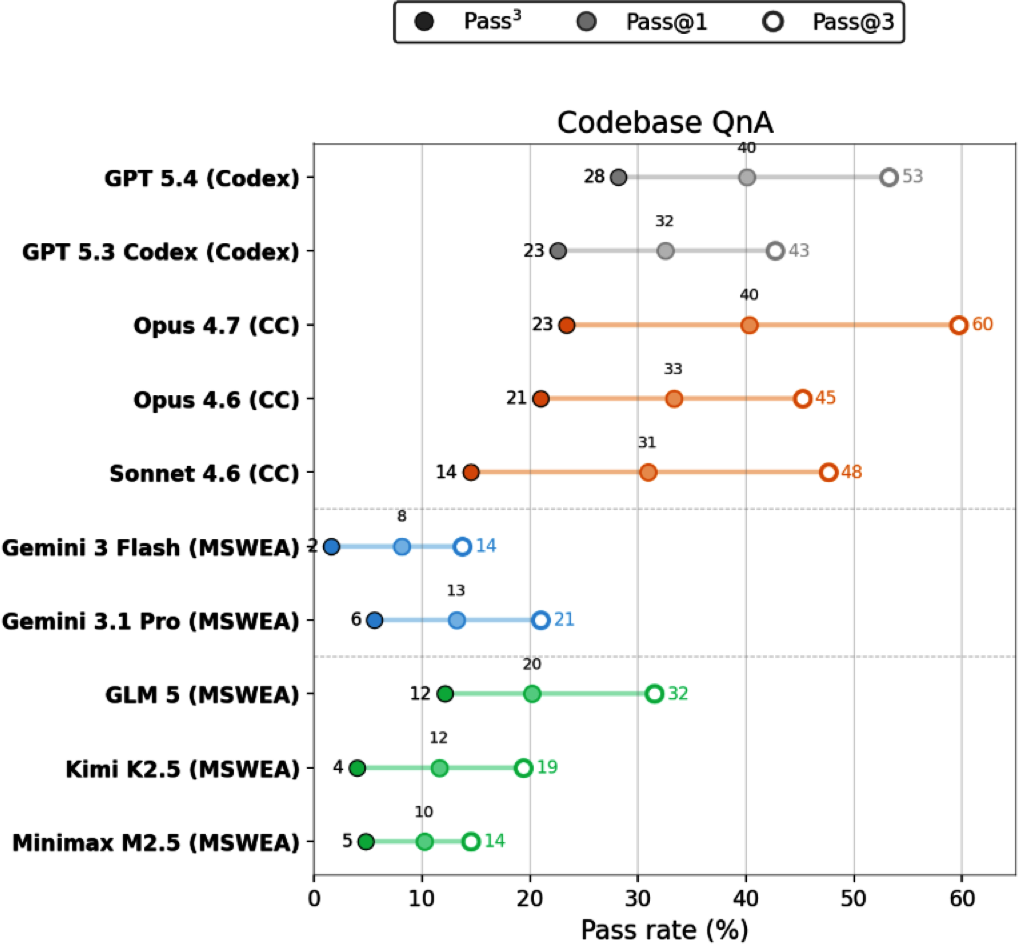 Pass³ Pass@1 Pass@3
Codebase QnA
40
GPT 5.4 (Codex) 28 53
32
GPT 5.3 Codex (Codex) 23 43
40
Opus 4.7 (CC) 23 60
33
Opus 4.6 (CC) 21 45
31
Sonnet 4.6 (CC) 14 48
8
Gemini 3 Flash (MSWEA) 2 14
13
Gemini 3.1 Pro (MSWEA) 6 21
20
GLM 5 (MSWEA) 12 32
12
Kimi K2.5 (MSWEA) 4 19
10
Minimax M2.5 (MSWEA) 5 14
0 10 20 30 40 50 60
Pass rate (%)